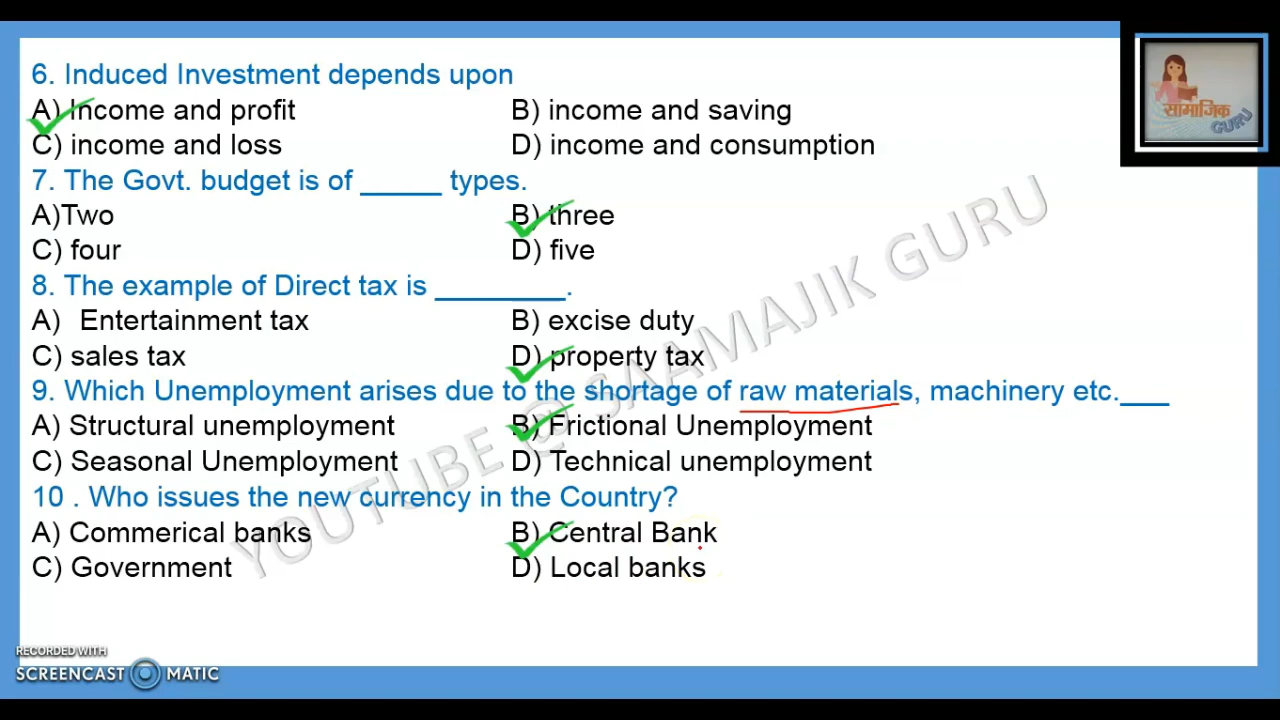 6. Induced Investment depends upon
A) Income and profit B) income and saving
C) income and loss D) income and consumption
7. The Govt. budget is of _____ types.
A)Two B) three
C) four D) five
8. The example of Direct tax is ________.
A) Entertainment tax B) excise duty
C) sales tax D) property tax
9. Which Unemployment arises due to the shortage of raw materials, machinery etc.___
A) Structural unemployment B) Frictional Unemployment
C) Seasonal Unemployment D) Technical unemployment
10 . Who issues the new currency in the Country?
A) Commerical banks B) Central Bank
C) Government D) Local banks
सामाजिक
GURU
YOUTUBE @ SAAMAJIK GURU
RECORDED WITH
SCREENCAST MATIC